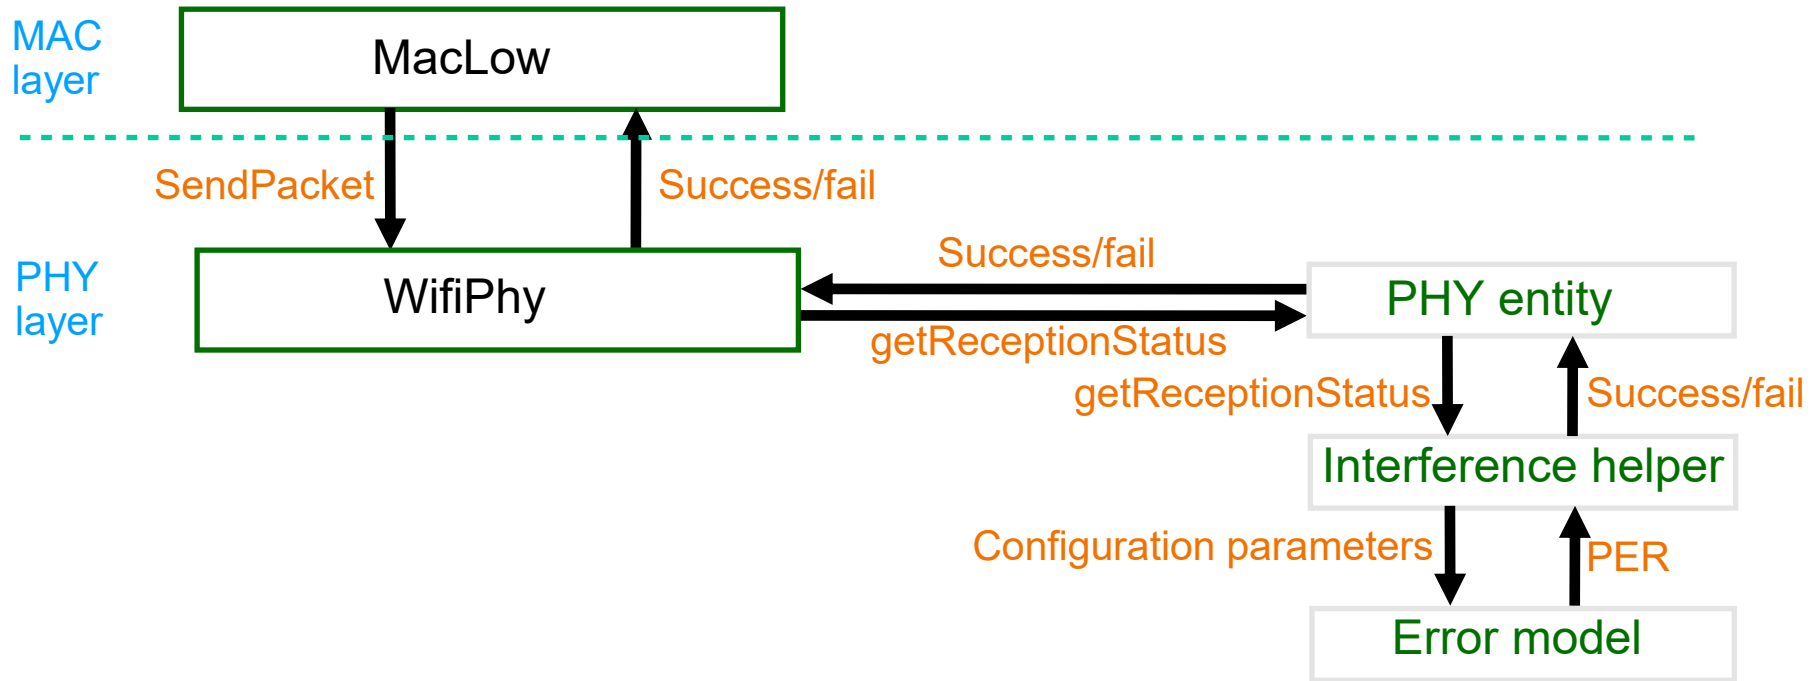 MAC
layer
MacLow
SendPacket
Success/fail
PHY
layer
WifiPhy
Success/fail
getReceptionStatus
PHY entity
getReceptionStatus
Success/fail
Interference helper
Configuration parameters
PER
Error model